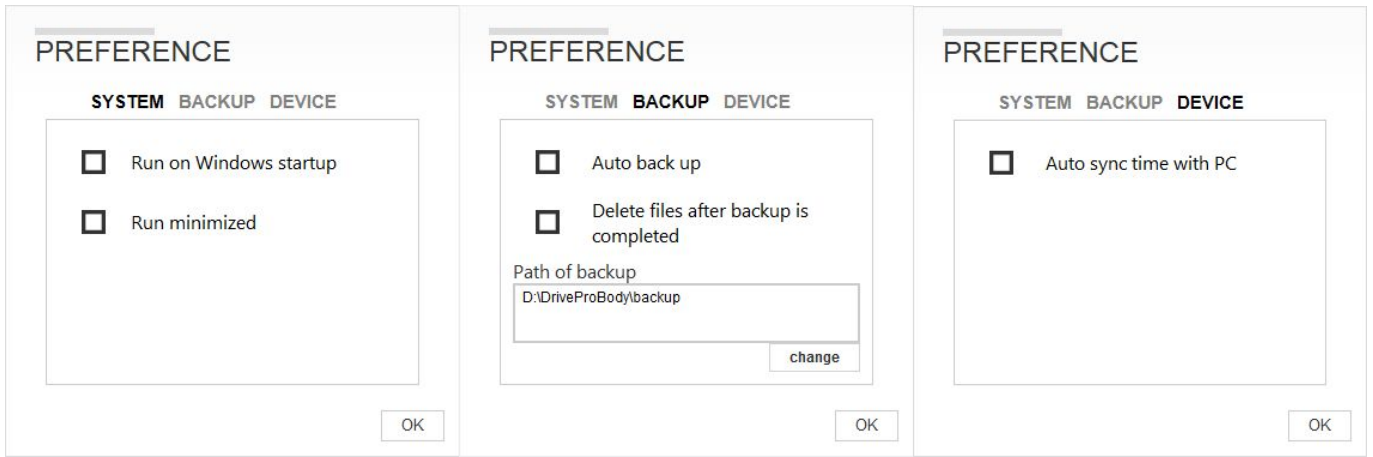 PREFERENCE
SYSTEM BACKUP DEVICE
Run on Windows startup
Run minimized
OK
PREFERENCE
SYSTEM BACKUP DEVICE
Auto back up
Delete files after backup is
completed
Path of backup
D:\DriveProBody\backup
change
OK
PREFERENCE
SYSTEM BACKUP DEVICE
Auto sync time with PC
OK